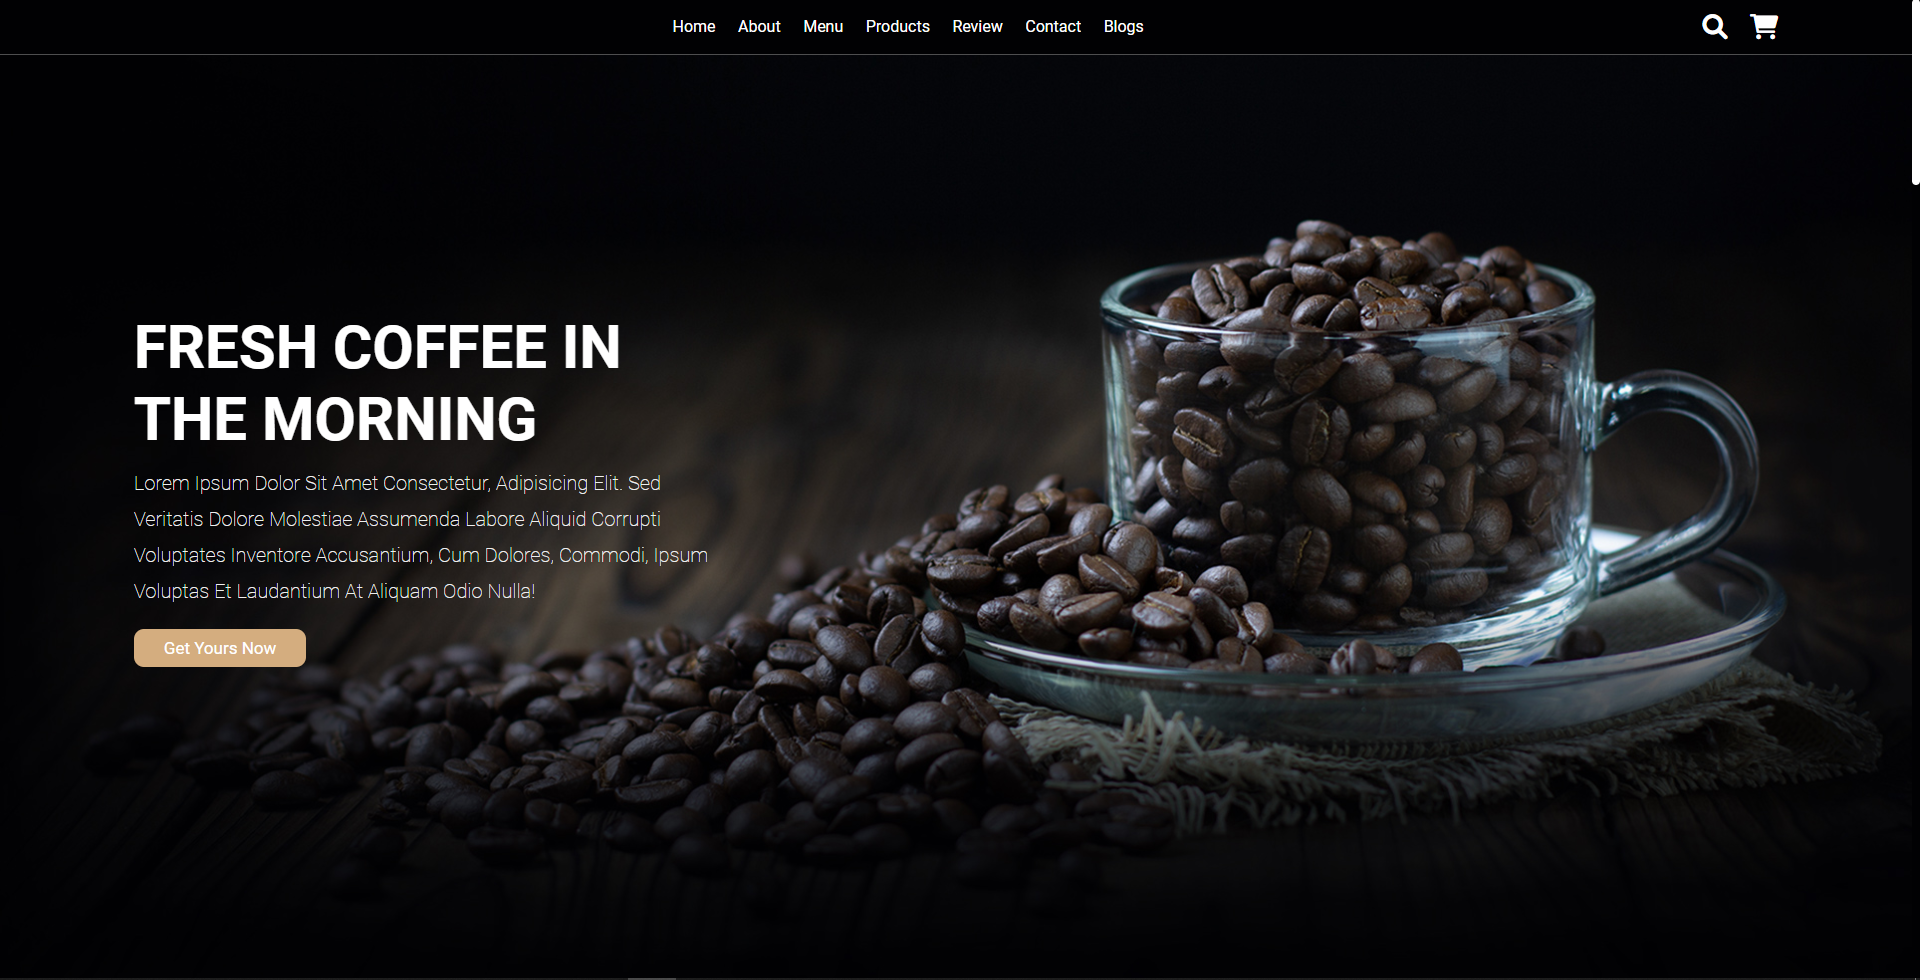 Home About Menu Products Review Contact Blogs
FRESH COFFEE IN
THE MORNING
Lorem Ipsum Dolor Sit Amet Consectetur, Adipisicing Elit. Sed
Veritatis Dolore Molestiae Assumenda Labore Aliquid Corrupti
Voluptates Inventore Accusantium, Cum Dolores, Commodi, Ipsum
Voluptas Et Laudantium At Aliquam Odio Nulla!
Get Yours Now